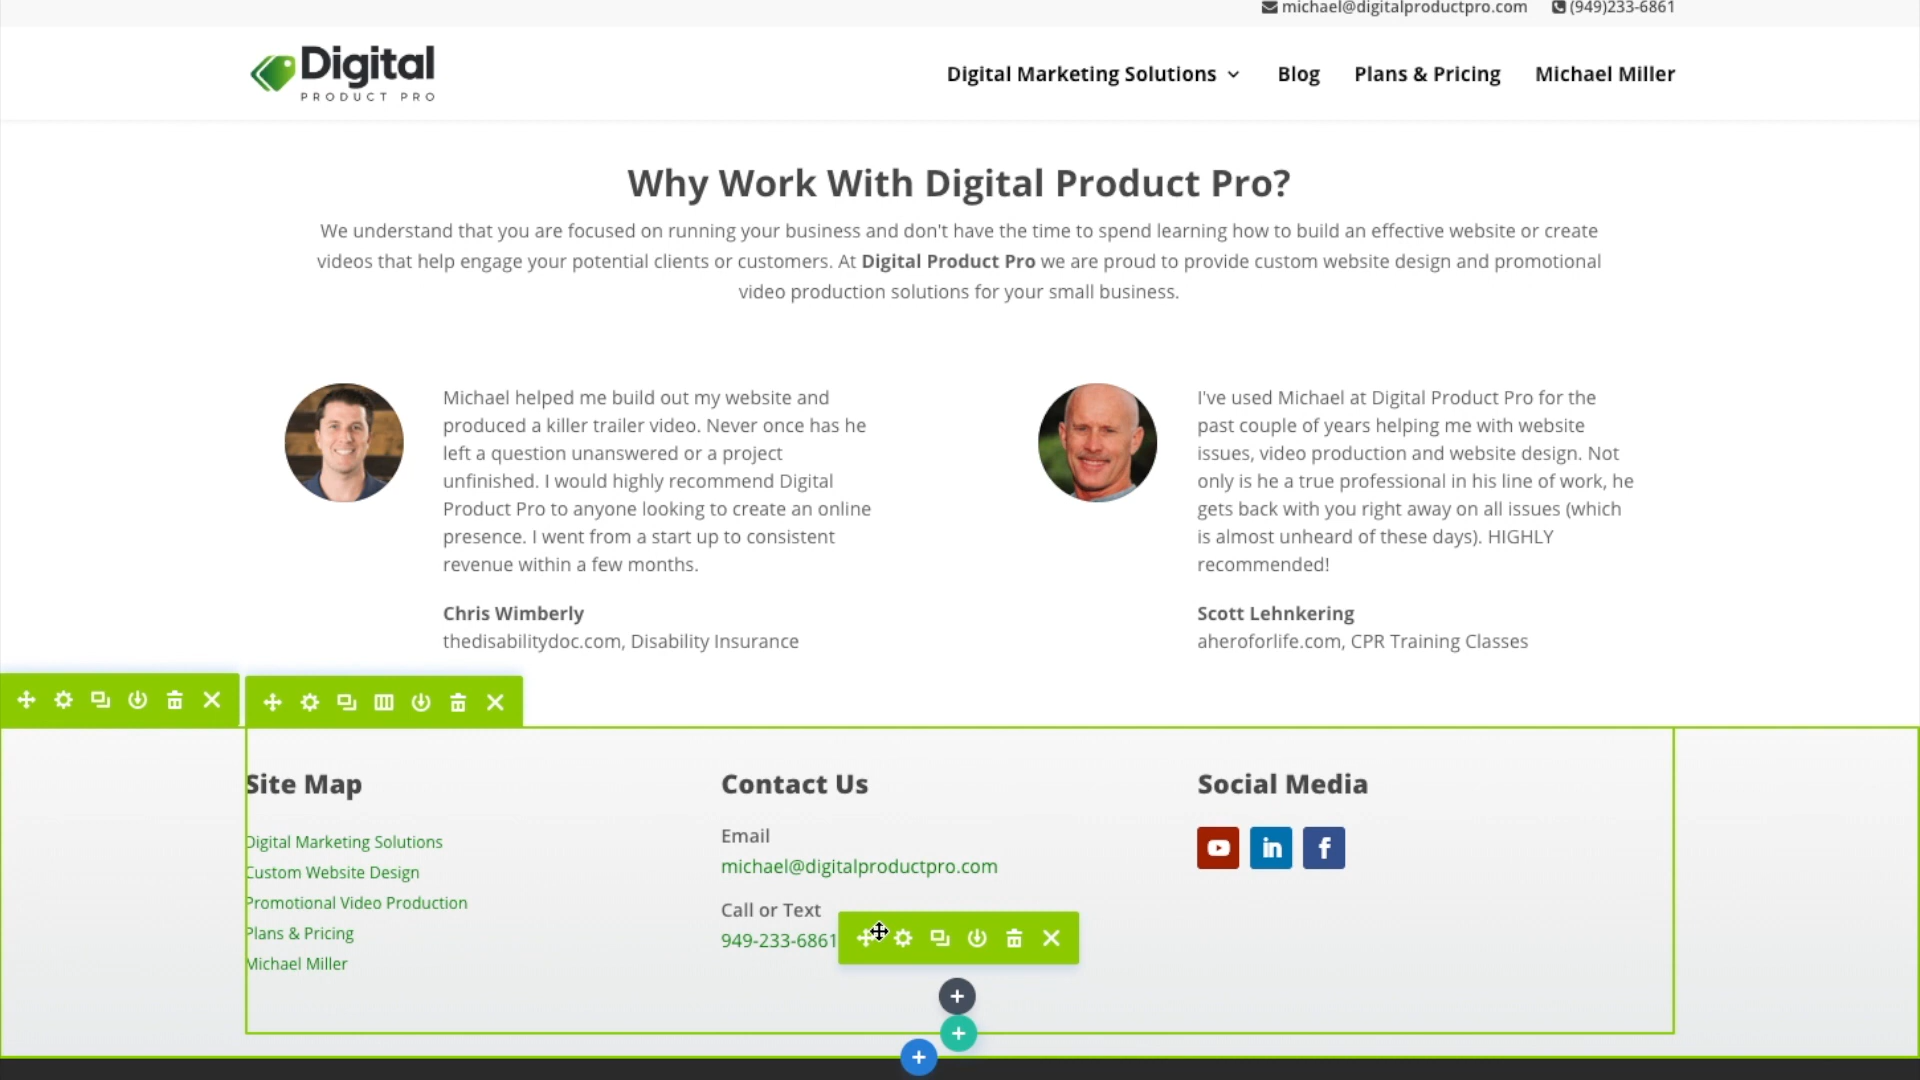 michael@digitalproductpro.com (949)233-6861
Digital
PRODUCT PRO
Digital Marketing Solutions Blog Plans & Pricing Michael Miller
Why Work With Digital Product Pro?
We understand that you are focused on running your business and don't have the time to spend learning how to build an effective website or create
videos that help engage your potential clients or customers. At Digital Product Pro we are proud to provide custom website design and promotional
video production solutions for your small business.
Michael helped me build out my website and
produced a killer trailer video. Never once has he
left a question unanswered or a project
unfinished. I would highly recommend Digital
Product Pro to anyone looking to create an online
presence. I went from a start up to consistent
revenue within a few months.
Chris Wimberly
thedisabilitydoc.com, Disability Insurance
I've used Michael at Digital Product Pro for the
past couple of years helping me with website
issues, video production and website design. Not
only is he a true professional in his line of work, he
gets back with you right away on all issues (which
is almost unheard of these days). HIGHLY
recommended!
Scott Lehnkering
aheroforlife.com, CPR Training Classes
Site Map
Digital Marketing Solutions
Custom Website Design
Promotional Video Production
Plans & Pricing
Michael Miller
Contact Us
Email
michael@digitalproductpro.com
Call or Text
949-233-6861
Social Media
in
f